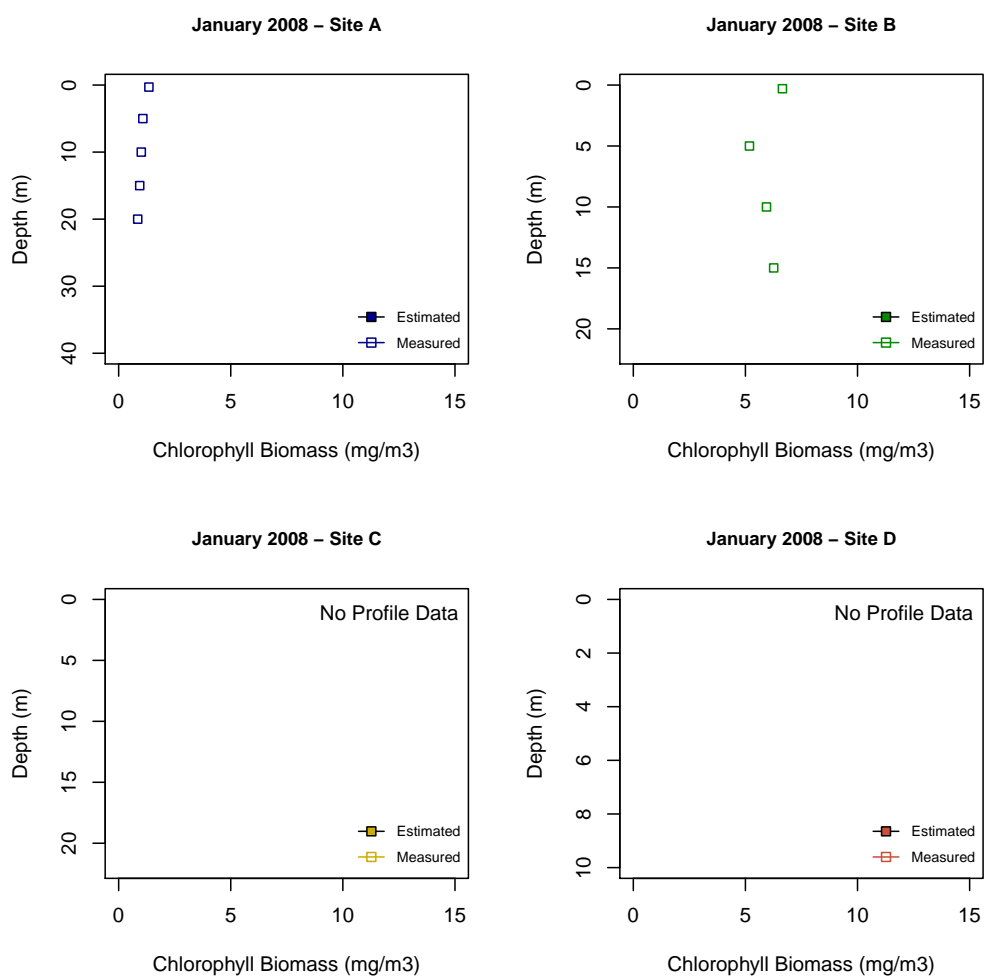 January 2008 – Site A
0
10
20
30
40
Depth (m)
Estimated
Measured
0 5 10 15
Chlorophyll Biomass (mg/m3)
January 2008 – Site B
0
5
10
15
20
Depth (m)
Estimated
Measured
0 5 10 15
Chlorophyll Biomass (mg/m3)
January 2008 – Site C
No Profile Data
0
5
10
15
20
Depth (m)
Estimated
Measured
0 5 10 15
Chlorophyll Biomass (mg/m3)
January 2008 – Site D
No Profile Data
0
2
4
6
8
10
Depth (m)
Estimated
Measured
0 5 10 15
Chlorophyll Biomass (mg/m3)